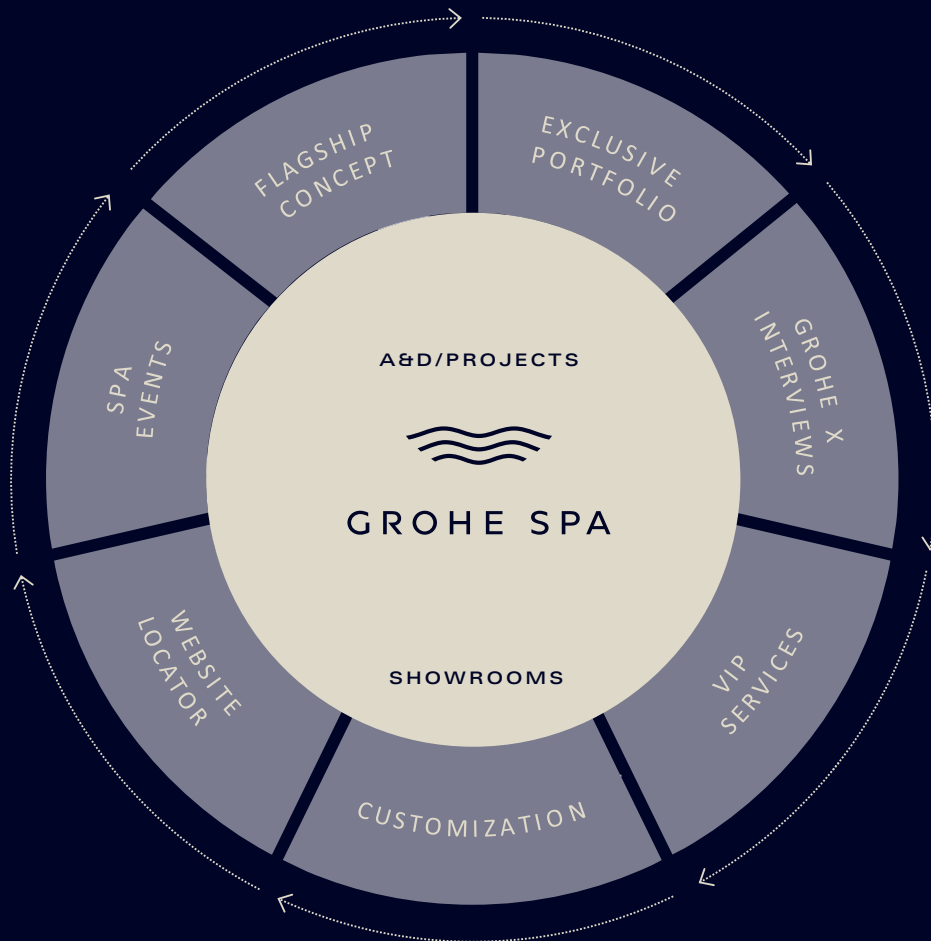 FLAGSHIP
CONCEPT
EXCLUSIVE
PORTFOLIO
GROHE X
INTERVIEWS
VIP
SERVICES
CUSTOMIZATION
WEBSITE
LOCATOR
SPA
EVENTS
A&D/PROJECTS
GROHE SPA
SHOWROOMS